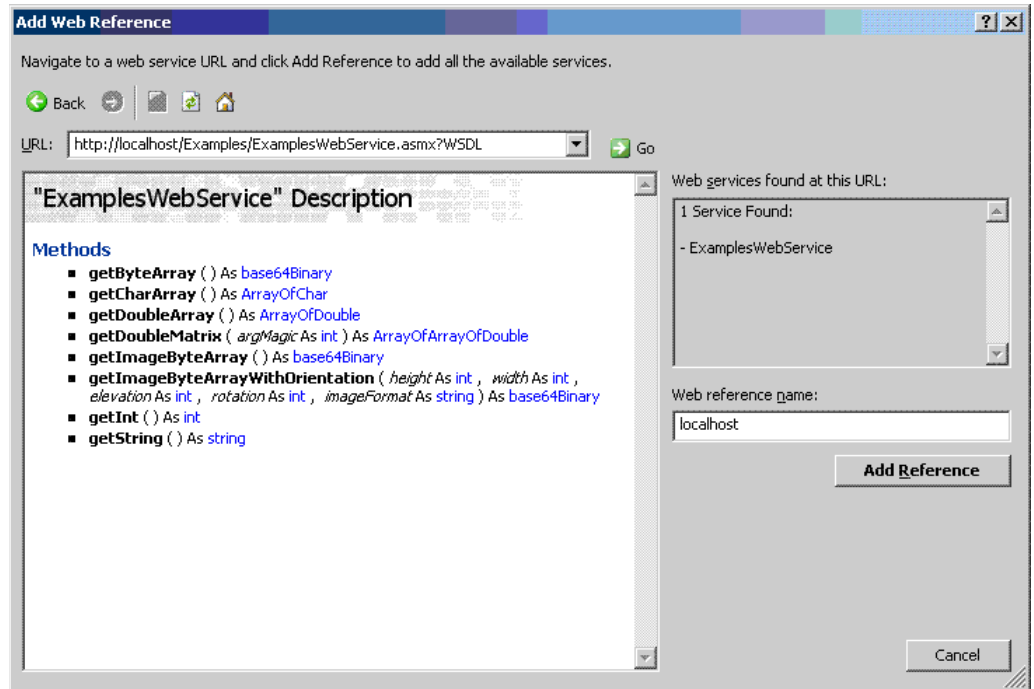 Add Web Reference
Navigate to a web service URL and click Add Reference to add all the available services.
Back
URL: http://localhost/Examples/ExamplesWebService.asmx?WSDL Go
"ExamplesWebService" Description
Methods
getByteArray ( ) As base64Binary
getCharArray ( ) As ArrayOfChar
getDoubleArray ( ) As ArrayOfDouble
getDoubleMatrix ( argMagic As int ) As ArrayOfArrayOfDouble
getImageByteArray ( ) As base64Binary
getImageByteArrayWithOrientation ( height As int , width As int ,
elevation As int , rotation As int , imageFormat As string ) As base64Binary
getInt ( ) As int
getString ( ) As string
Web services found at this URL:
1 Service Found:
- ExamplesWebService
Web reference name:
localhost
Add Reference
Cancel